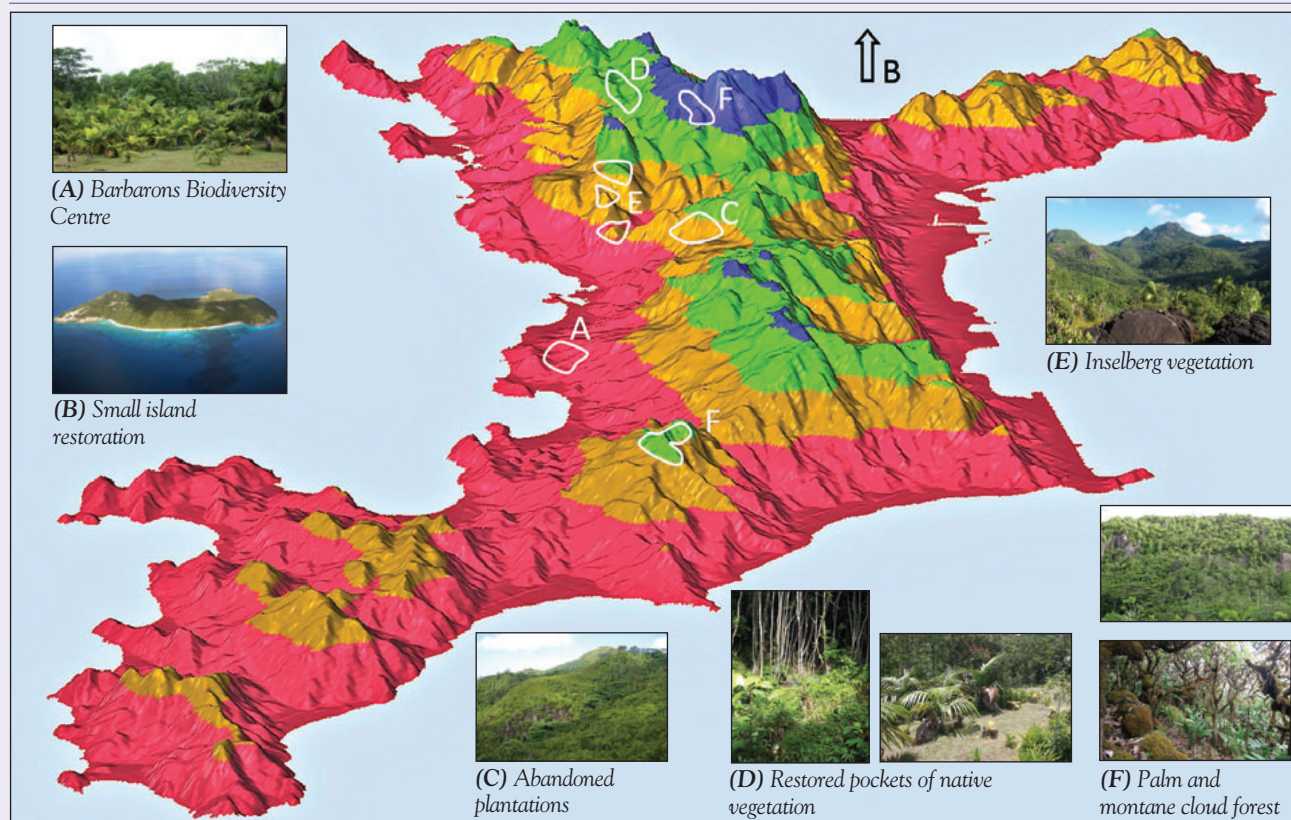 (A) Barbarons Biodiversity
Centre
(B) Small island
restoration
D
F
B
E
C
A
F
(E) Inselberg vegetation
(C) Abandoned
plantations
(D) Restored pockets of native
vegetation
(F) Palm and
montane cloud forest